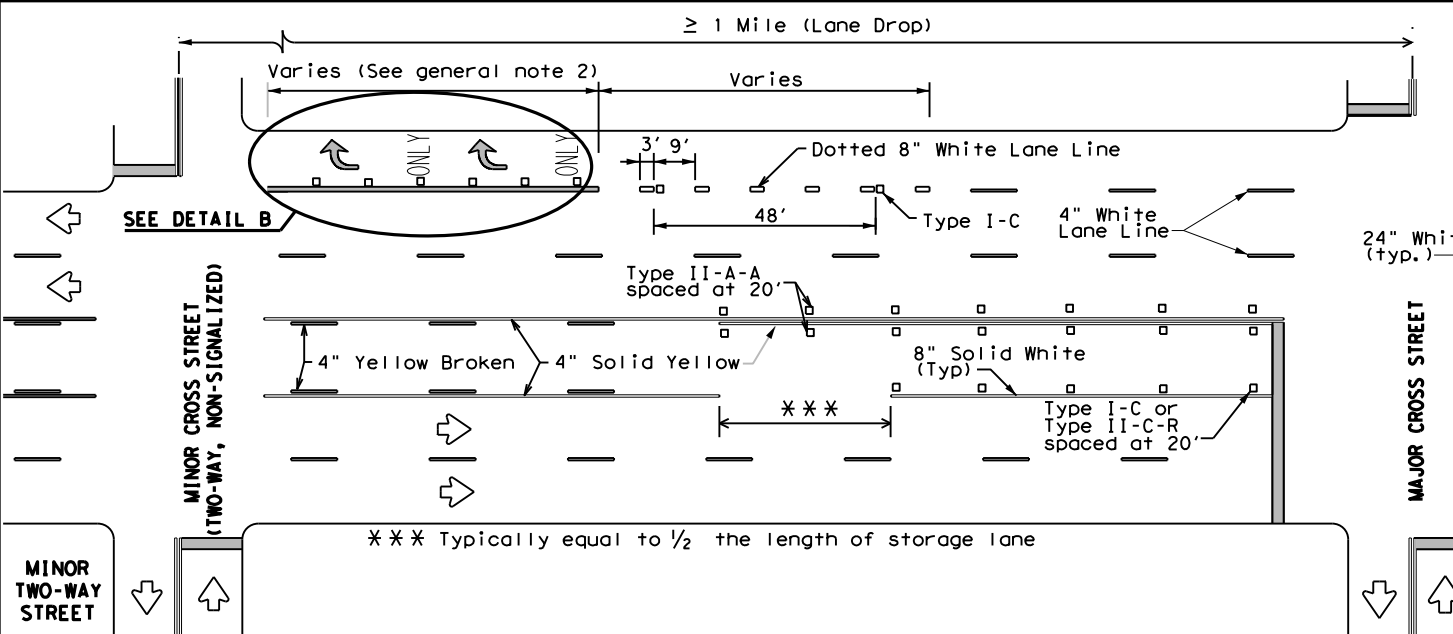 ≥ 1 Mile (Lane Drop)
Varies (See general note 2)
Varies
ONLY
ONLY
3'
9'
Dotted 8" White Lane Line
SEE DETAIL B
48'
Type I-C
4" White
Lane Line
24" Whi
(typ.)
Type II-A-A
spaced at 20'
MINOR CROSS STREET
(TWO-WAY, NON-SIGNALIZED)
4" Yellow Broken
4" Solid Yellow
8" Solid White
(Typ)
***
Type I-C or
Type II-C-R
spaced at 20'
MAJOR CROSS STREET
*** Typically equal to ½ the length of storage lane
MINOR
TWO-WAY
STREET